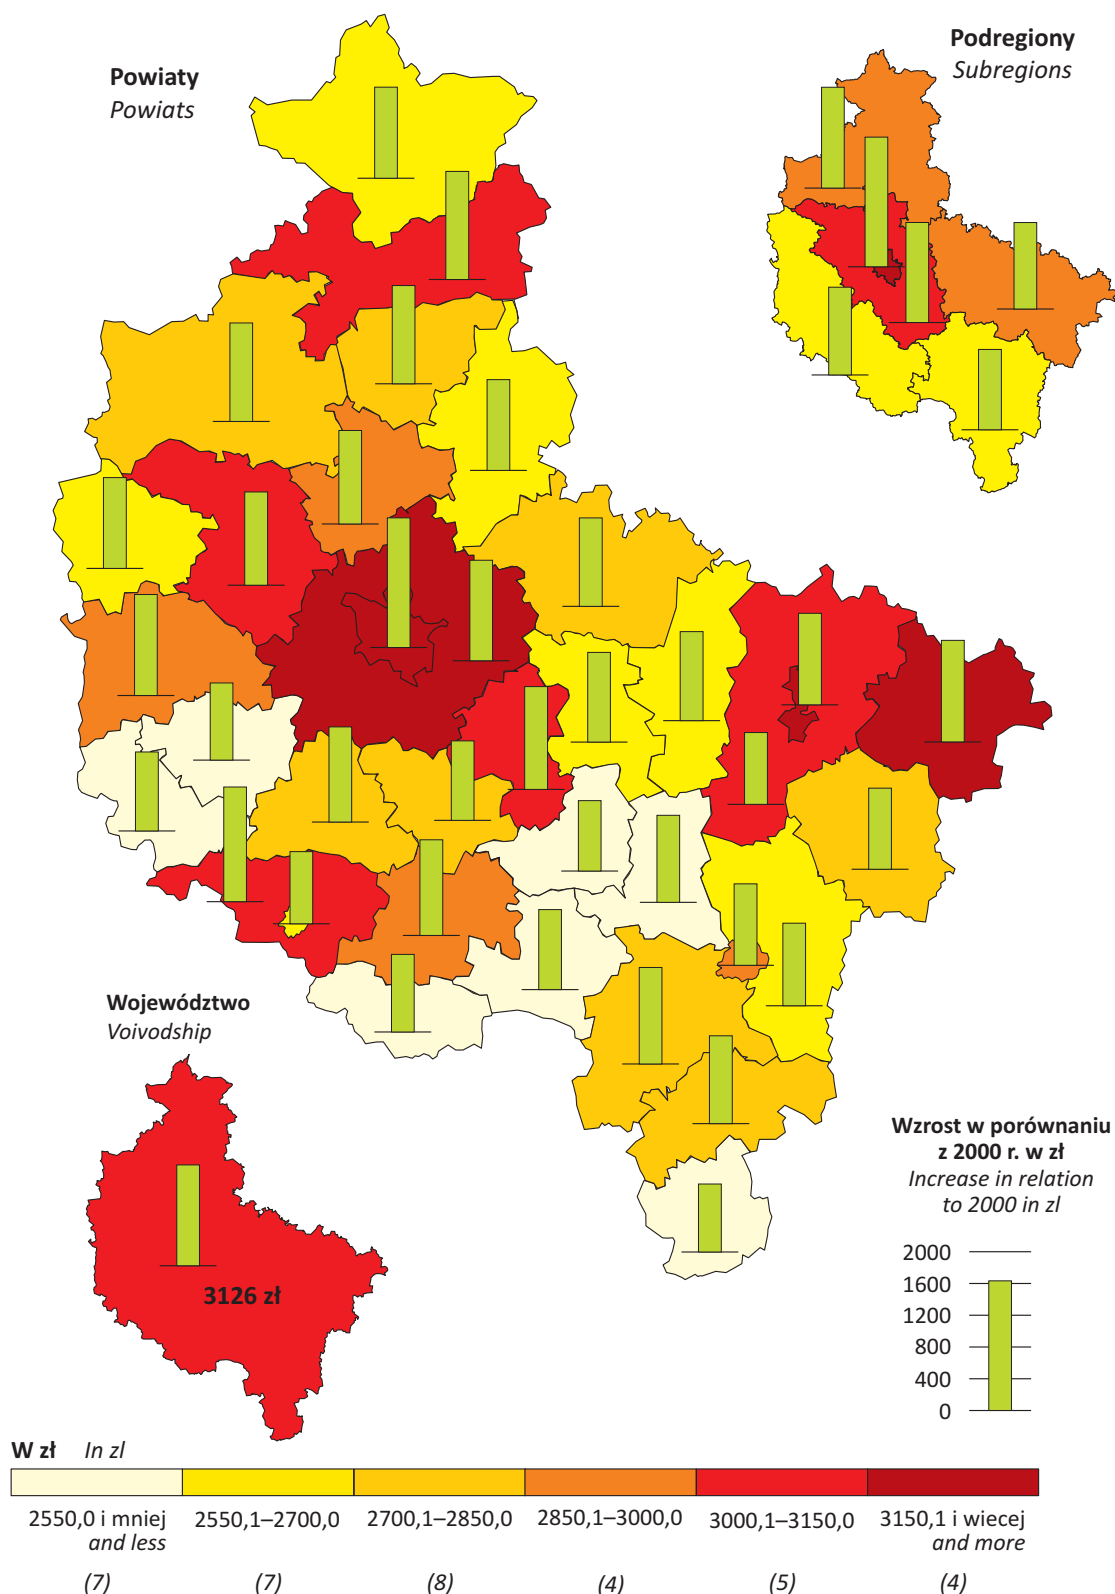 Powiaty
Powiats
Podregiony
Subregions
Województwo
Voivodship
3126 zł
Wzrost w porównaniu
z 2000 r. w zł
Increase in relation
to 2000 in zl
2000
1600
1200
800
400
0
W zł In zl
2550,0 i mniej
and less
2550,1–2700,0
2700,1–2850,0
2850,1–3000,0
3000,1–3150,0
3150,1 i wiecej
and more
(7) (7) (8) (4) (5) (4)